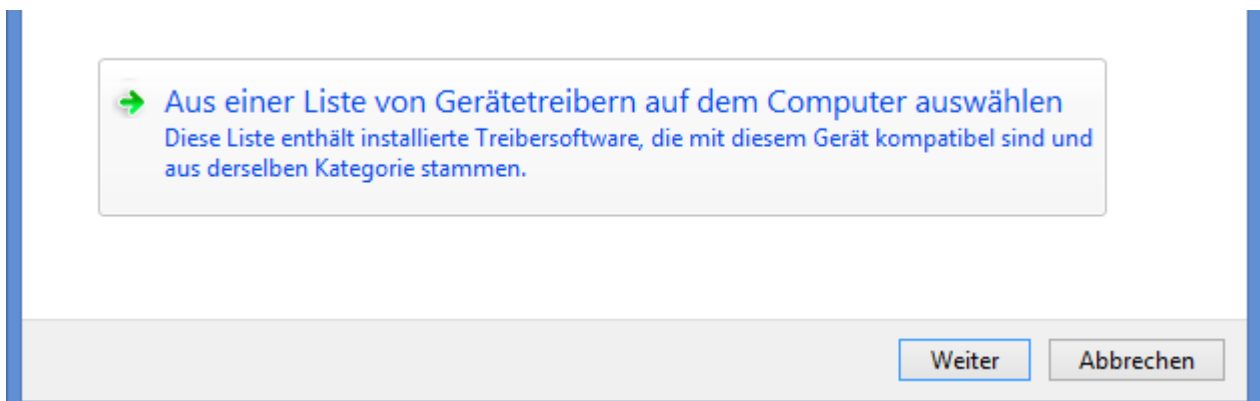 Aus einer Liste von Gerätetreibern auf dem Computer auswählen
Diese Liste enthält installierte Treibersoftware, die mit diesem Gerät kompatibel sind und
aus derselben Kategorie stammen.
Weiter Abbrechen